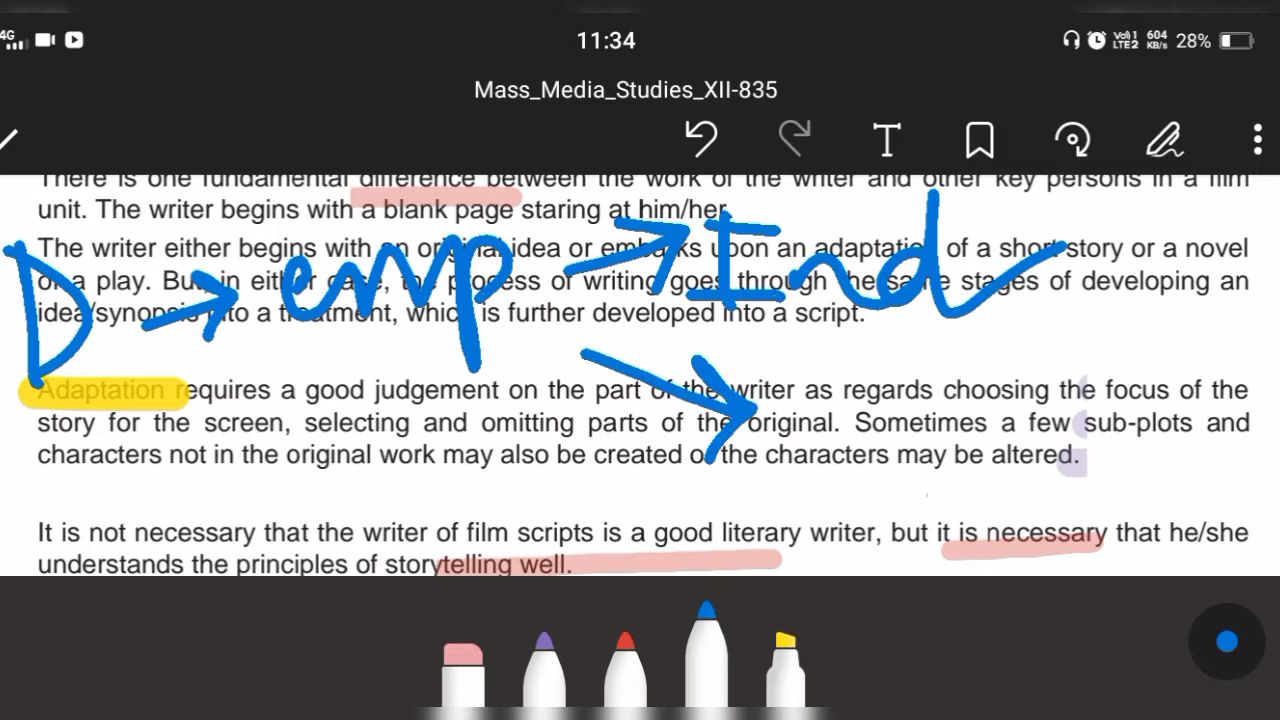 4G 11:34 Vol) 1 LTE2 604 KB/s 28%
Mass_Media_Studies_XII-835
T
There is one fundamental difference between the work of the writer and other key persons in a film
unit. The writer begins with a blank page staring at him/her.
The writer either begins with an original idea or embarks upon an adaptation of a short story or a novel
or a play. But in either case, the process of writing goes through the same stages of developing an
idea/synopsis into a treatment, which is further developed into a script.
D → emp → Ind
→
Adaptation requires a good judgement on the part of the writer as regards choosing the focus of the
story for the screen, selecting and omitting parts of the original. Sometimes a few sub-plots and
characters not in the original work may also be created or the characters may be altered.
It is not necessary that the writer of film scripts is a good literary writer, but it is necessary that he/she
understands the principles of storytelling well.